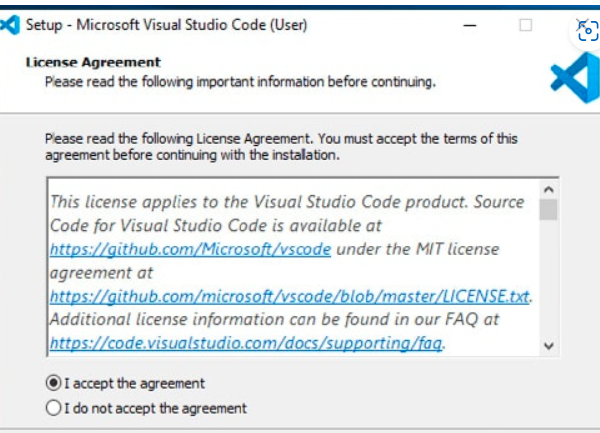 Setup - Microsoft Visual Studio Code (User)
License Agreement
Please read the following important information before continuing.
Please read the following License Agreement. You must accept the terms of this
agreement before continuing with the installation.
This license applies to the Visual Studio Code product. Source
Code for Visual Studio Code is available at
https://github.com/Microsoft/vscode under the MIT license
agreement at
https://github.com/microsoft/vscode/blob/master/LICENSE.txt.
Additional license information can be found in our FAQ at
https://code.visualstudio.com/docs/supporting/faq.
I accept the agreement
I do not accept the agreement